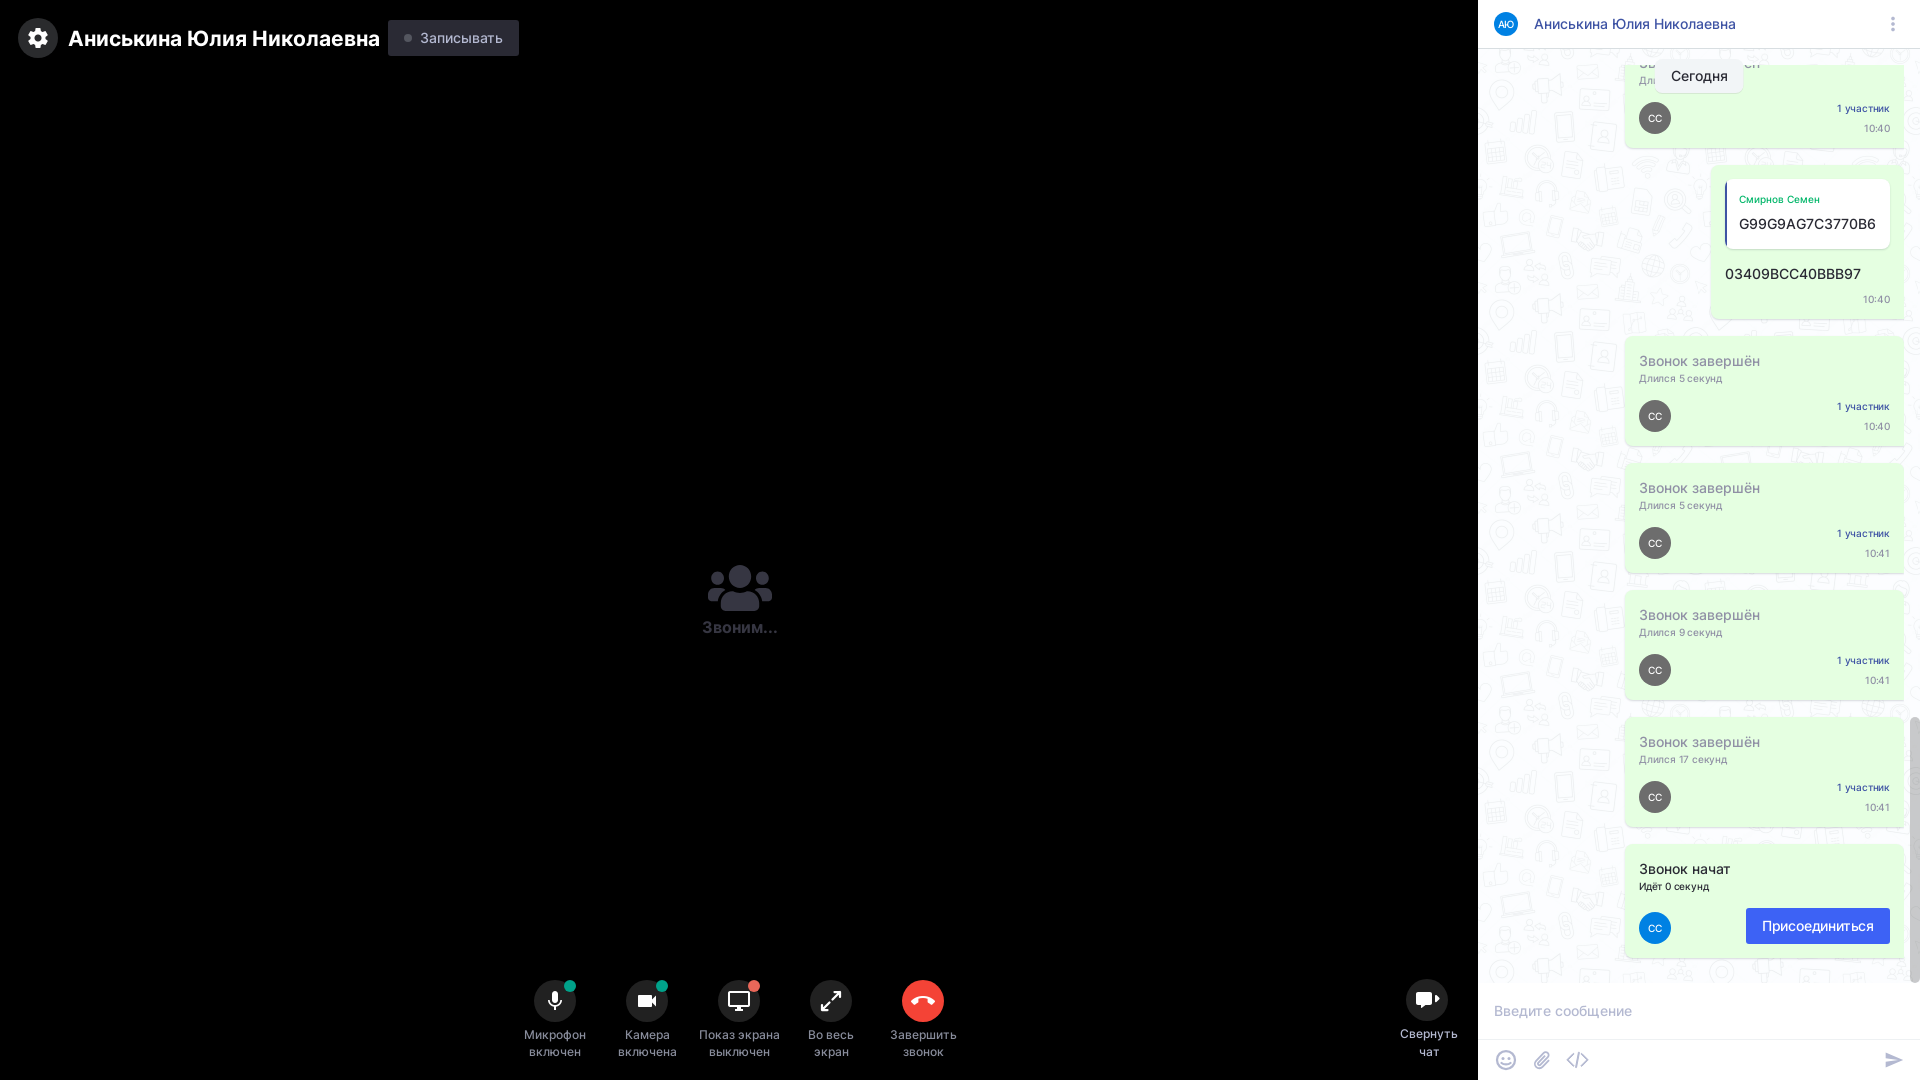 Аниськина Юлия Николаевна
Записывать
Звоним...
Микрофон включен
Камера включена
Показ экрана выключен
Во весь экран
Завершить звонок
Свернуть чат
АЮ
Аниськина Юлия Николаевна
Сегодня
СС
1 участник
10:40
Смирнов Семен
G99G9AG7C3770B6
03409BCC40BBB97
10:40
Звонок завершён
Длился 5 секунд
СС
1 участник
10:40
Звонок завершён
Длился 5 секунд
СС
1 участник
10:41
Звонок завершён
Длился 9 секунд
СС
1 участник
10:41
Звонок завершён
Длился 17 секунд
СС
1 участник
10:41
Звонок начат
Идёт 0 секунд
СС
Присоединиться
Введите сообщение